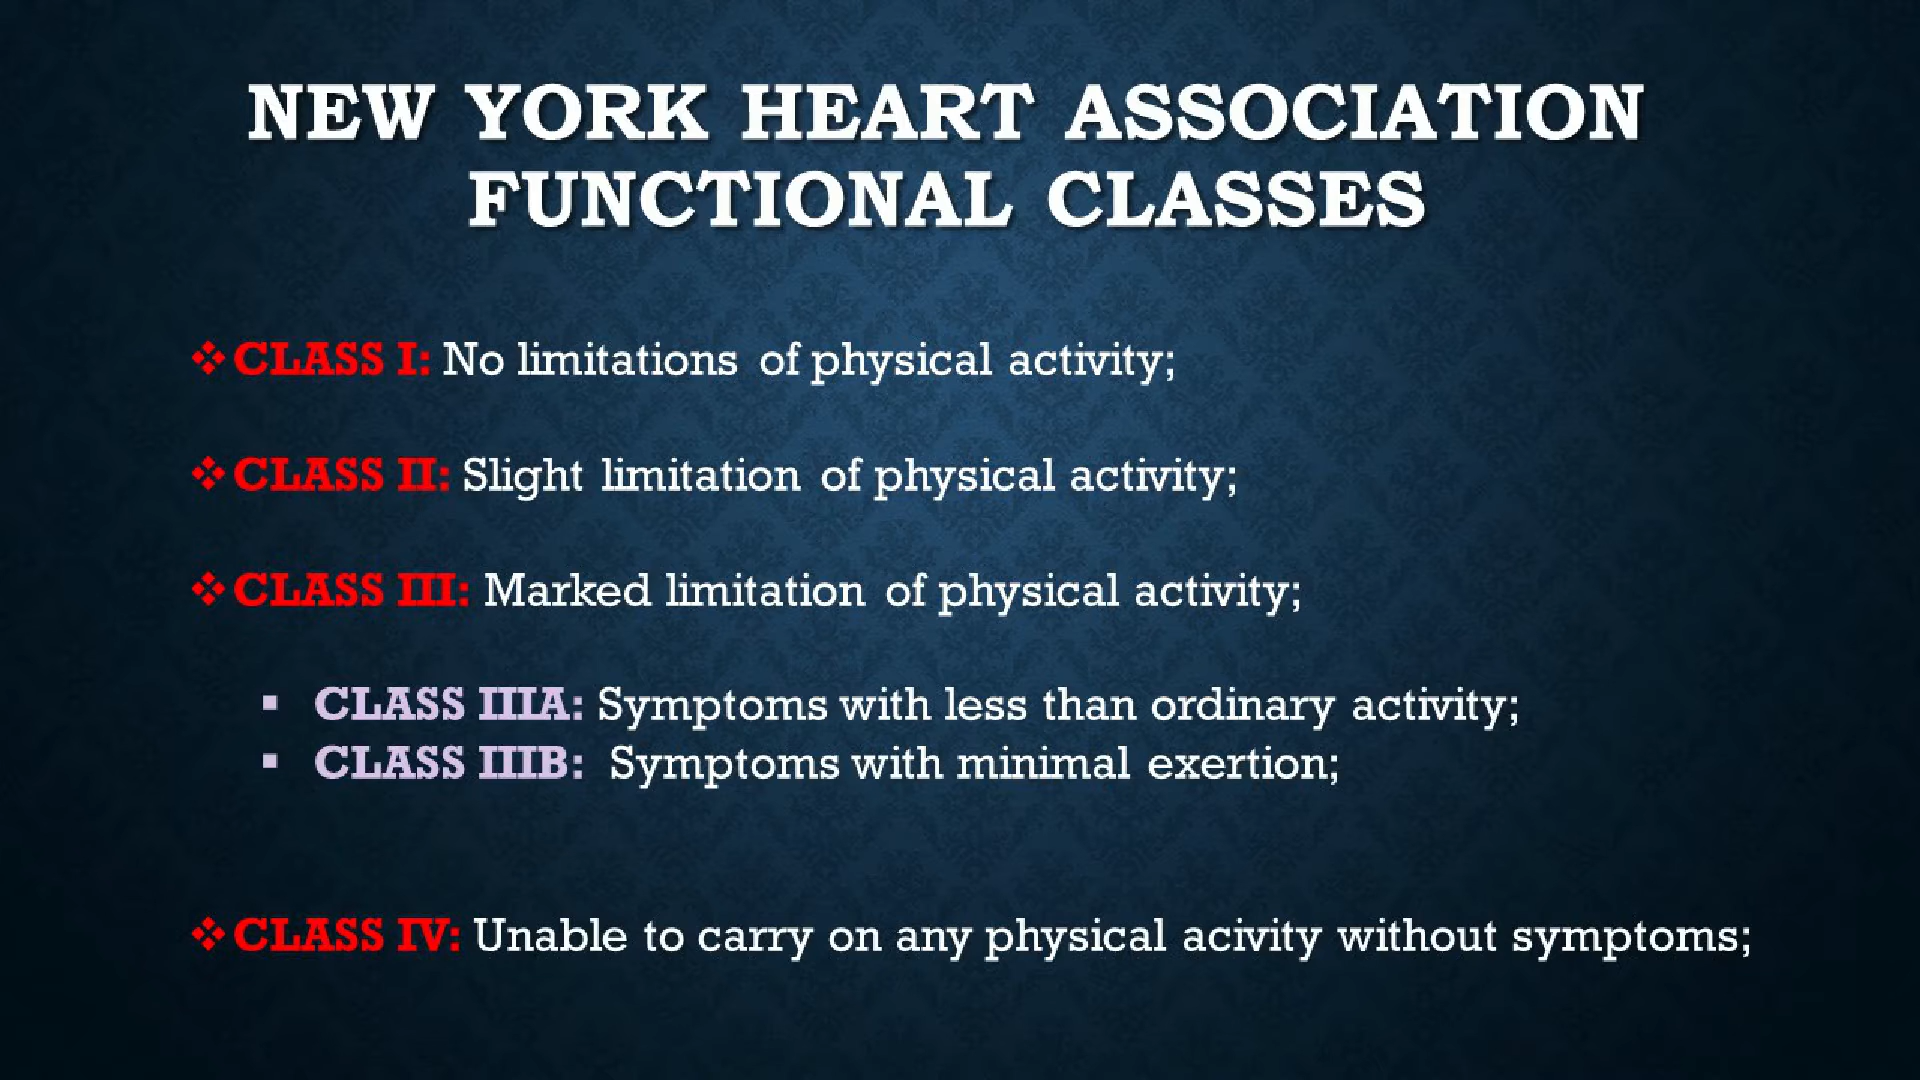 NEW YORK HEART ASSOCIATION
FUNCTIONAL CLASSES
❖CLASS I: No limitations of physical activity;
❖CLASS II: Slight limitation of physical activity;
❖CLASS III: Marked limitation of physical activity;
▪ CLASS IIIA: Symptoms with less than ordinary activity;
▪ CLASS IIIB: Symptoms with minimal exertion;
❖CLASS IV: Unable to carry on any physical acivity without symptoms;